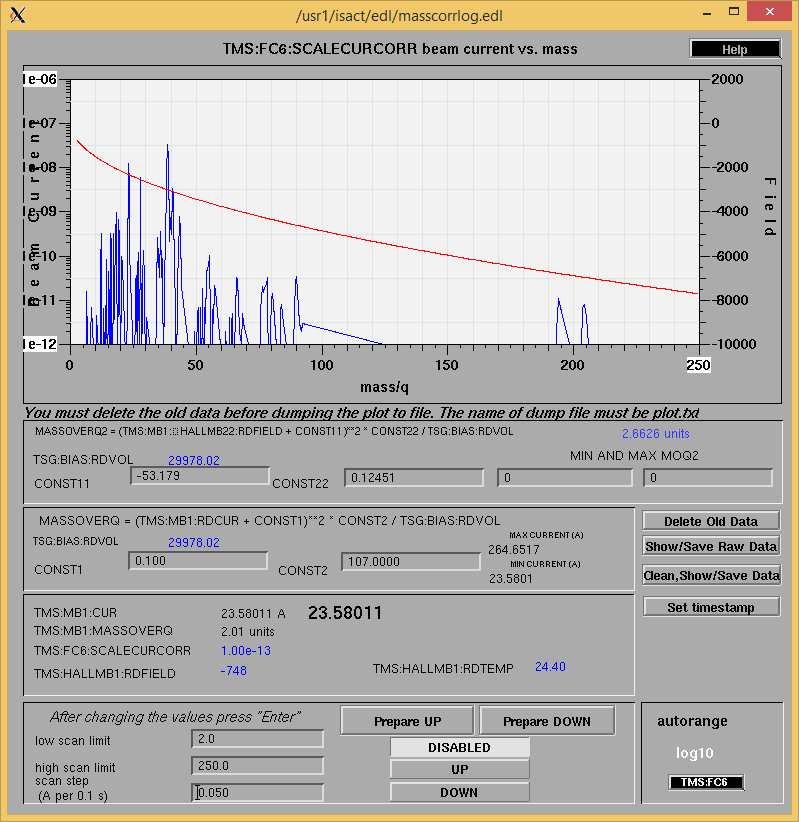 /usr1/isact/edl/masscorrlog.edl
TMS:FC6:SCALECURCORR beam current vs. mass
Help
1e-06
1e-07
1e-08
1e-09
1e-10
1e-11
1e-12
Beam Current
2000
0
-2000
-4000
-6000
-8000
-10000
Field
0 50 100 150 200 250
mass/q
You must delete the old data before dumping the plot to file. The name of dump file must be plot.txt
MASSOVERQ2 = (TMS:MB1:□HALLMB22:RDFIELD + CONST11)**2 * CONST22 / TSG:BIAS:RDVOL
2.6626 units
TSG:BIAS:RDVOL 29978.02
MIN AND MAX MOQ2
CONST11 -53.179 CONST22 0.12451 0 0
MASSOVERQ = (TMS:MB1:RDCUR + CONST1)**2 * CONST2 / TSG:BIAS:RDVOL
TSG:BIAS:RDVOL 29978.02
MAX CURRENT (A)
264.6517
MIN CURRENT (A)
23.5801
CONST1 0.100 CONST2 107.0000
Delete Old Data
Show/Save Raw Data
Clean,Show/Save Data
Set timestamp
TMS:MB1:CUR 23.58011 A 23.58011
TMS:MB1:MASSOVERQ 2.01 units
TMS:FC6:SCALECURCORR 1.00e-13
TMS:HALLMB1:RDFIELD -748 TMS:HALLMB1:RDTEMP 24.40
After changing the values press "Enter"
low scan limit 2.0
high scan limit 250.0
scan step
(A per 0.1 s) 0.050
Prepare UP Prepare DOWN
DISABLED
UP
DOWN
autorange
log10
TMS:FC6